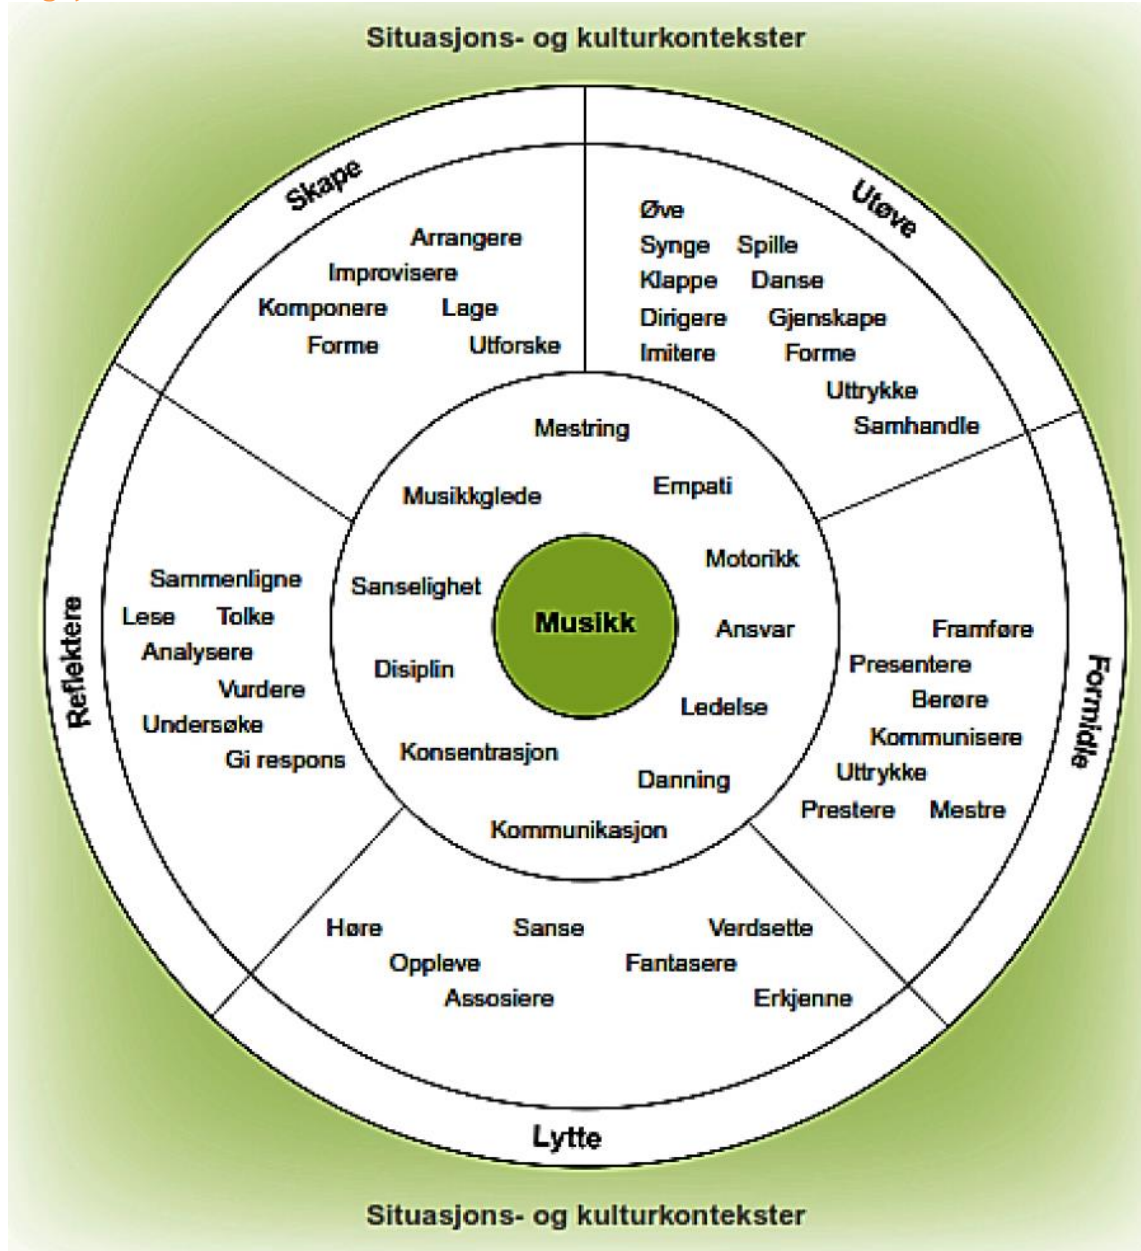 Situasjons- og kulturkontekster
Skape
Arrangere
Improvisere
Komponere Lage
Forme Utforske
Utøve
Øve
Synge Spille
Klappe Danse
Dirigere Gjenskape
Imitere Forme
Uttrykke
Samhandle
Mestring
Musikkglede Empati
Motorikk
Sanselighet
Musikk
Ansvar
Disiplin
Ledelse
Konsentrasjon
Danning
Kommunikasjon
Reflektere
Sammenligne
Lese Tolke
Analysere
Vurdere
Undersøke
Gi respons
Formidle
Framføre
Presentere
Berøre
Kommunisere
Uttrykke
Prestere Mestre
Høre Sanse Verdsette
Oppleve Fantasere
Assosiere Erkjenne
Lytte
Situasjons- og kulturkontekster